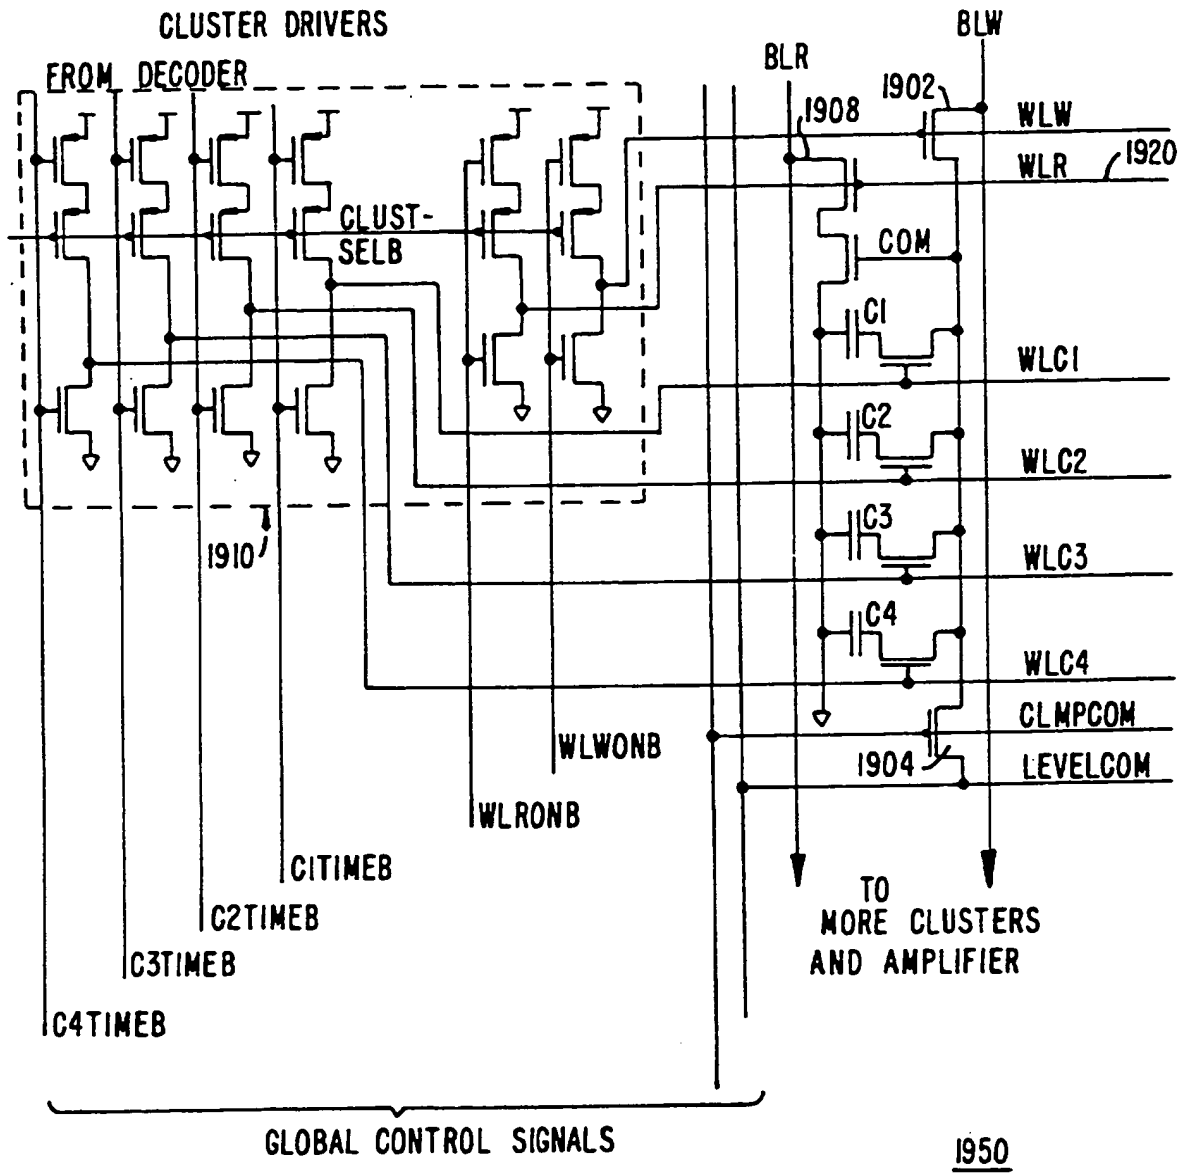 CLUSTER DRIVERS
BLW
BLR
FROM DECODER
1902
1908
WLW
WLR
1920
CLUST-
SELB
COM
C1
WLC1
C2
WLC2
C3
1910
WLC3
C4
WLC4
CLMPCOM
WLWONB
1904
LEVELCOM
WLRONB
C1TIMEB
TO
MORE CLUSTERS
AND AMPLIFIER
C2TIMEB
C3TIMEB
C4TIMEB
GLOBAL CONTROL SIGNALS
1950